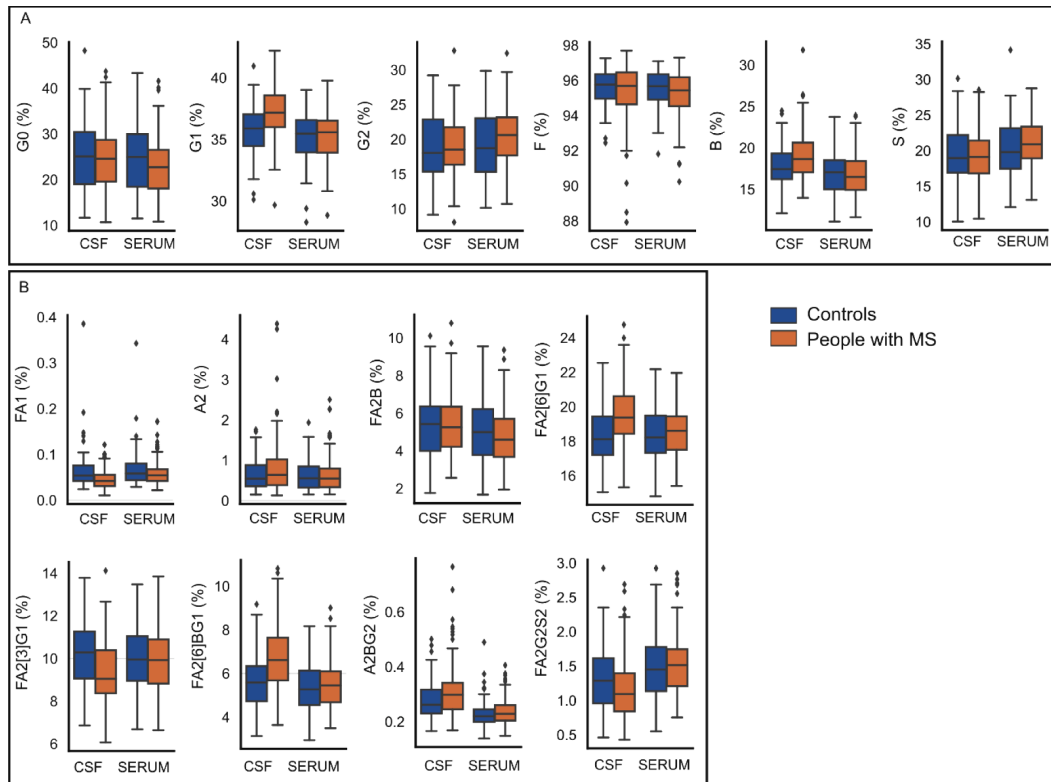 A
G0 (%)
50
40
30
20
10
CSF SERUM
G1 (%)
40
35
30
CSF SERUM
G2 (%)
30
25
20
15
10
CSF SERUM
F (%)
98
96
94
92
90
88
CSF SERUM
B (%)
30
25
20
15
CSF SERUM
S (%)
35
30
25
20
15
10
CSF SERUM
B
FA1 (%)
0.4
0.3
0.2
0.1
0.0
CSF SERUM
A2 (%)
4
3
2
1
0
CSF SERUM
FA2B (%)
10
8
6
4
2
CSF SERUM
FA2[6]G1 (%)
24
22
20
18
16
CSF SERUM
Controls
People with MS
FA2[3]G1 (%)
14
12
10
8
6
CSF SERUM
FA2[6]BG1 (%)
10
8
6
4
CSF SERUM
A2BG2 (%)
0.6
0.4
0.2
CSF SERUM
FA2G2S2 (%)
3.0
2.5
2.0
1.5
1.0
0.5
CSF SERUM